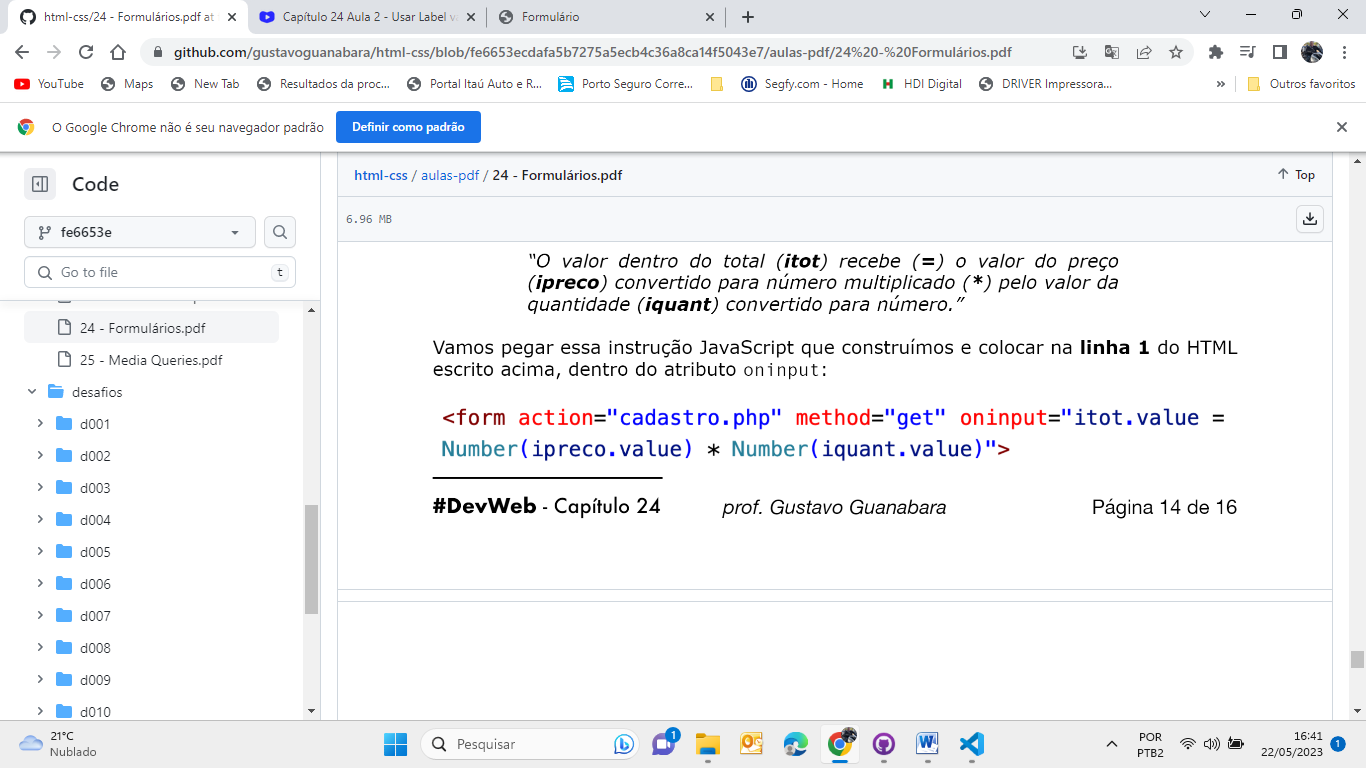 html-css/24 - Formulários.pdf at
Capítulo 24 Aula 2 - Usar Label v
Formulário
github.com/gustavoguanabara/html-css/blob/fe6653ecdafa5b7275a5ecb4c36a8ca14f5043e7/aulas-pdf/24%20-%20Formulários.pdf
YouTube Maps New Tab Resultados da proc... Portal Itaú Auto e R... Porto Seguro Corre... Segfy.com - Home HDI Digital DRIVER Impressora... » Outros favoritos
O Google Chrome não é seu navegador padrão Definir como padrão
Code
fe6653e
Go to file t
24 - Formulários.pdf
25 - Media Queries.pdf
desafios
d001
d002
d003
d004
d005
d006
d007
d008
d009
d010
html-css / aulas-pdf / 24 - Formulários.pdf Top
6.96 MB
“O valor dentro do total (itot) recebe (=) o valor do preço
(ipreco) convertido para número multiplicado (*) pelo valor da
quantidade (iquant) convertido para número.”
Vamos pegar essa instrução JavaScript que construímos e colocar na linha 1 do HTML
escrito acima, dentro do atributo oninput:
<form action="cadastro.php" method="get" oninput="itot.value =
Number(ipreco.value) * Number(iquant.value)">
#DevWeb - Capítulo 24 prof. Gustavo Guanabara Página 14 de 16
21°C
Nublado
Pesquisar
1
POR
PTB2
16:41
22/05/2023
1